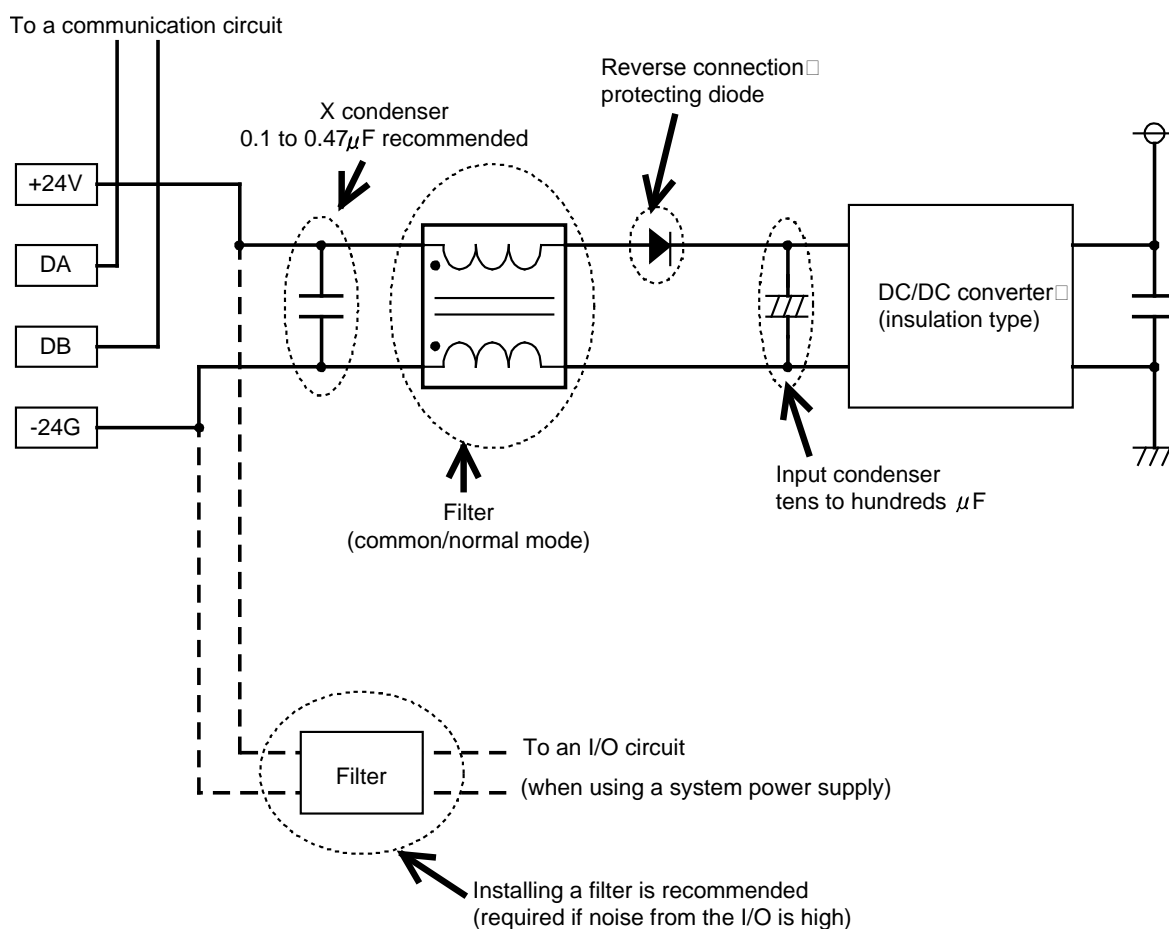 To a communication circuit
Reverse connection□
protecting diode
X condenser
0.1 to 0.47μF recommended
+24V
DA
DB
-24G
DC/DC converter□
(insulation type)
Input condenser
tens to hundreds μF
Filter
(common/normal mode)
To an I/O circuit
Filter
(when using a system power supply)
Installing a filter is recommended
(required if noise from the I/O is high)